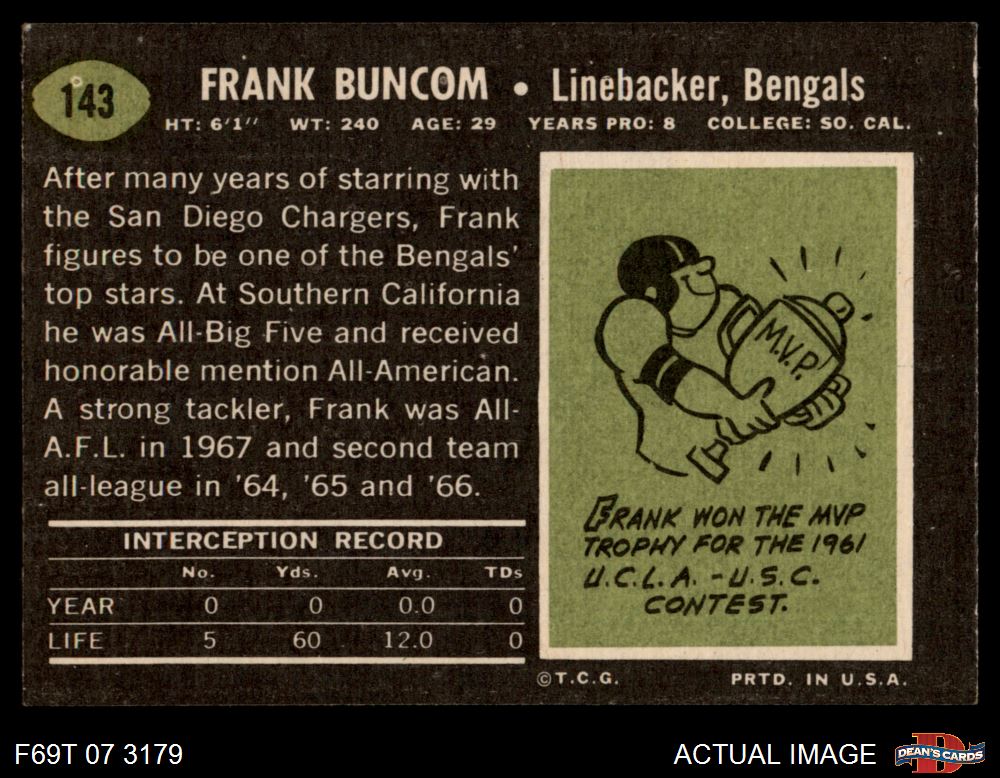 143
FRANK BUNCOM • Linebacker, Bengals
HT: 6'1" WT: 240 AGE: 29 YEARS PRO: 8 COLLEGE: SO. CAL.
After many years of starring with
the San Diego Chargers, Frank
figures to be one of the Bengals'
top stars. At Southern California
he was All-Big Five and received
honorable mention All-American.
A strong tackler, Frank was All-
A.F.L. in 1967 and second team
all-league in '64, '65 and '66.
INTERCEPTION RECORD
No. Yds. Avg. TDs
YEAR 0 0 0.0 0
LIFE 5 60 12.0 0
M.V.P.
FRANK WON THE MVP
TROPHY FOR THE 1961
U.C.L.A. - U.S.C.
CONTEST.
©T.C.G. PRTD. IN U.S.A.
F69T 07 3179
ACTUAL IMAGE
D
DEAN'S CARDS